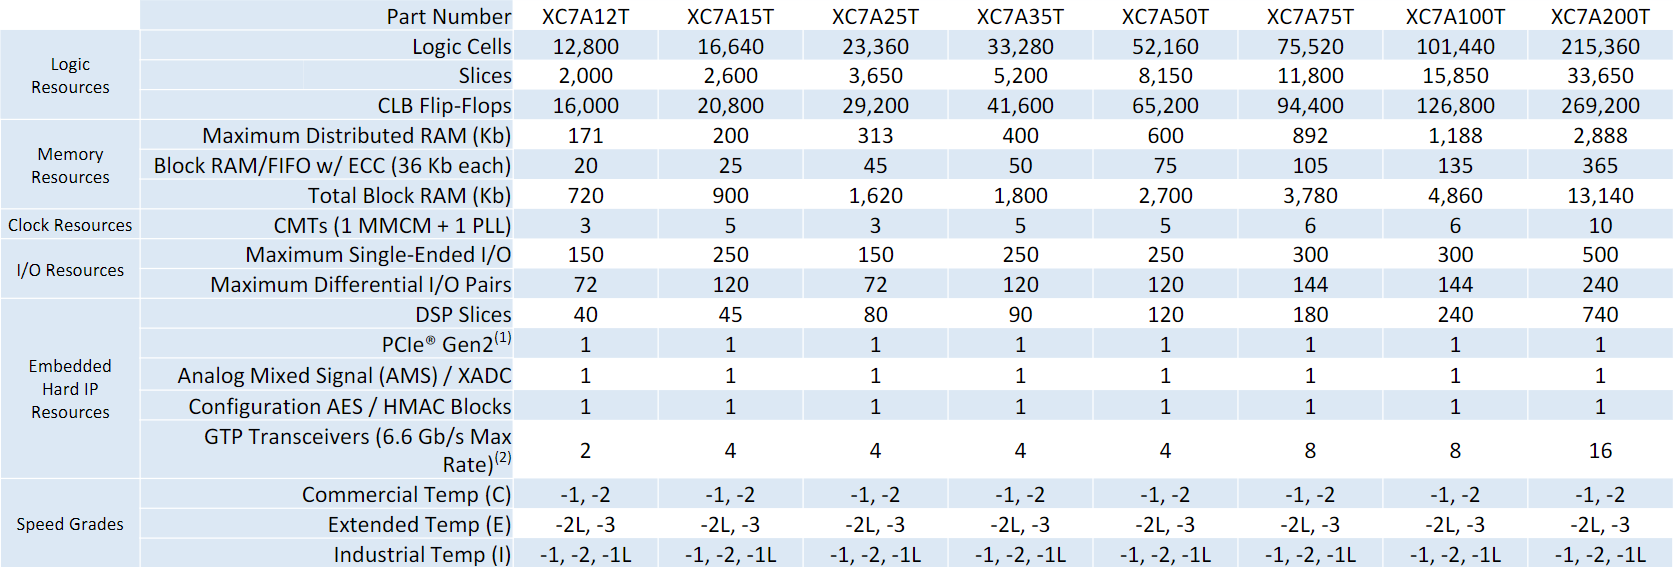 Part Number XC7A12T XC7A15T XC7A25T XC7A35T XC7A50T XC7A75T XC7A100T XC7A200T
Logic Resources
Logic Cells 12,800 16,640 23,360 33,280 52,160 75,520 101,440 215,360
Slices 2,000 2,600 3,650 5,200 8,150 11,800 15,850 33,650
CLB Flip-Flops 16,000 20,800 29,200 41,600 65,200 94,400 126,800 269,200
Memory Resources
Maximum Distributed RAM (Kb) 171 200 313 400 600 892 1,188 2,888
Block RAM/FIFO w/ ECC (36 Kb each) 20 25 45 50 75 105 135 365
Total Block RAM (Kb) 720 900 1,620 1,800 2,700 3,780 4,860 13,140
Clock Resources CMTs (1 MMCM + 1 PLL) 3 5 3 5 5 6 6 10
I/O Resources
Maximum Single-Ended I/O 150 250 150 250 250 300 300 500
Maximum Differential I/O Pairs 72 120 72 120 120 144 144 240
Embedded Hard IP Resources
DSP Slices 40 45 80 90 120 180 240 740
PCIe® Gen2(1) 1 1 1 1 1 1 1 1
Analog Mixed Signal (AMS) / XADC 1 1 1 1 1 1 1 1
Configuration AES / HMAC Blocks 1 1 1 1 1 1 1 1
GTP Transceivers (6.6 Gb/s Max Rate)(2) 2 4 4 4 4 8 8 16
Speed Grades
Commercial Temp (C) -1, -2 -1, -2 -1, -2 -1, -2 -1, -2 -1, -2 -1, -2 -1, -2
Extended Temp (E) -2L, -3 -2L, -3 -2L, -3 -2L, -3 -2L, -3 -2L, -3 -2L, -3 -2L, -3
Industrial Temp (I) -1, -2, -1L -1, -2, -1L -1, -2, -1L -1, -2, -1L -1, -2, -1L -1, -2, -1L -1, -2, -1L -1, -2, -1L